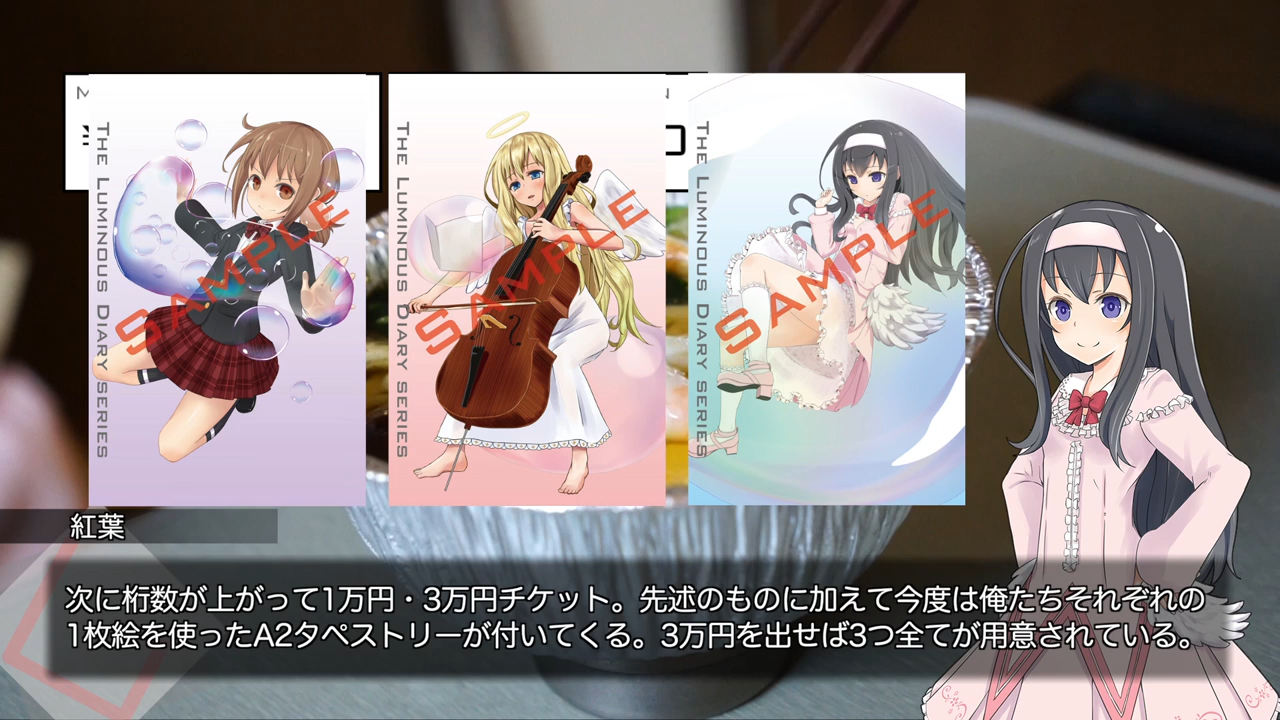 THE LUMINOUS DIARY SERIES
SAMPLE
THE LUMINOUS DIARY SERIES
SAMPLE
THE LUMINOUS DIARY SERIES
SAMPLE
紅葉
次に桁数が上がって1万円・3万円チケット。先述のものに加えて今度は俺たちそれぞれの
1枚絵を使ったA2タペストリーが付いてくる。3万円を出せば3つ全てが用意されている。